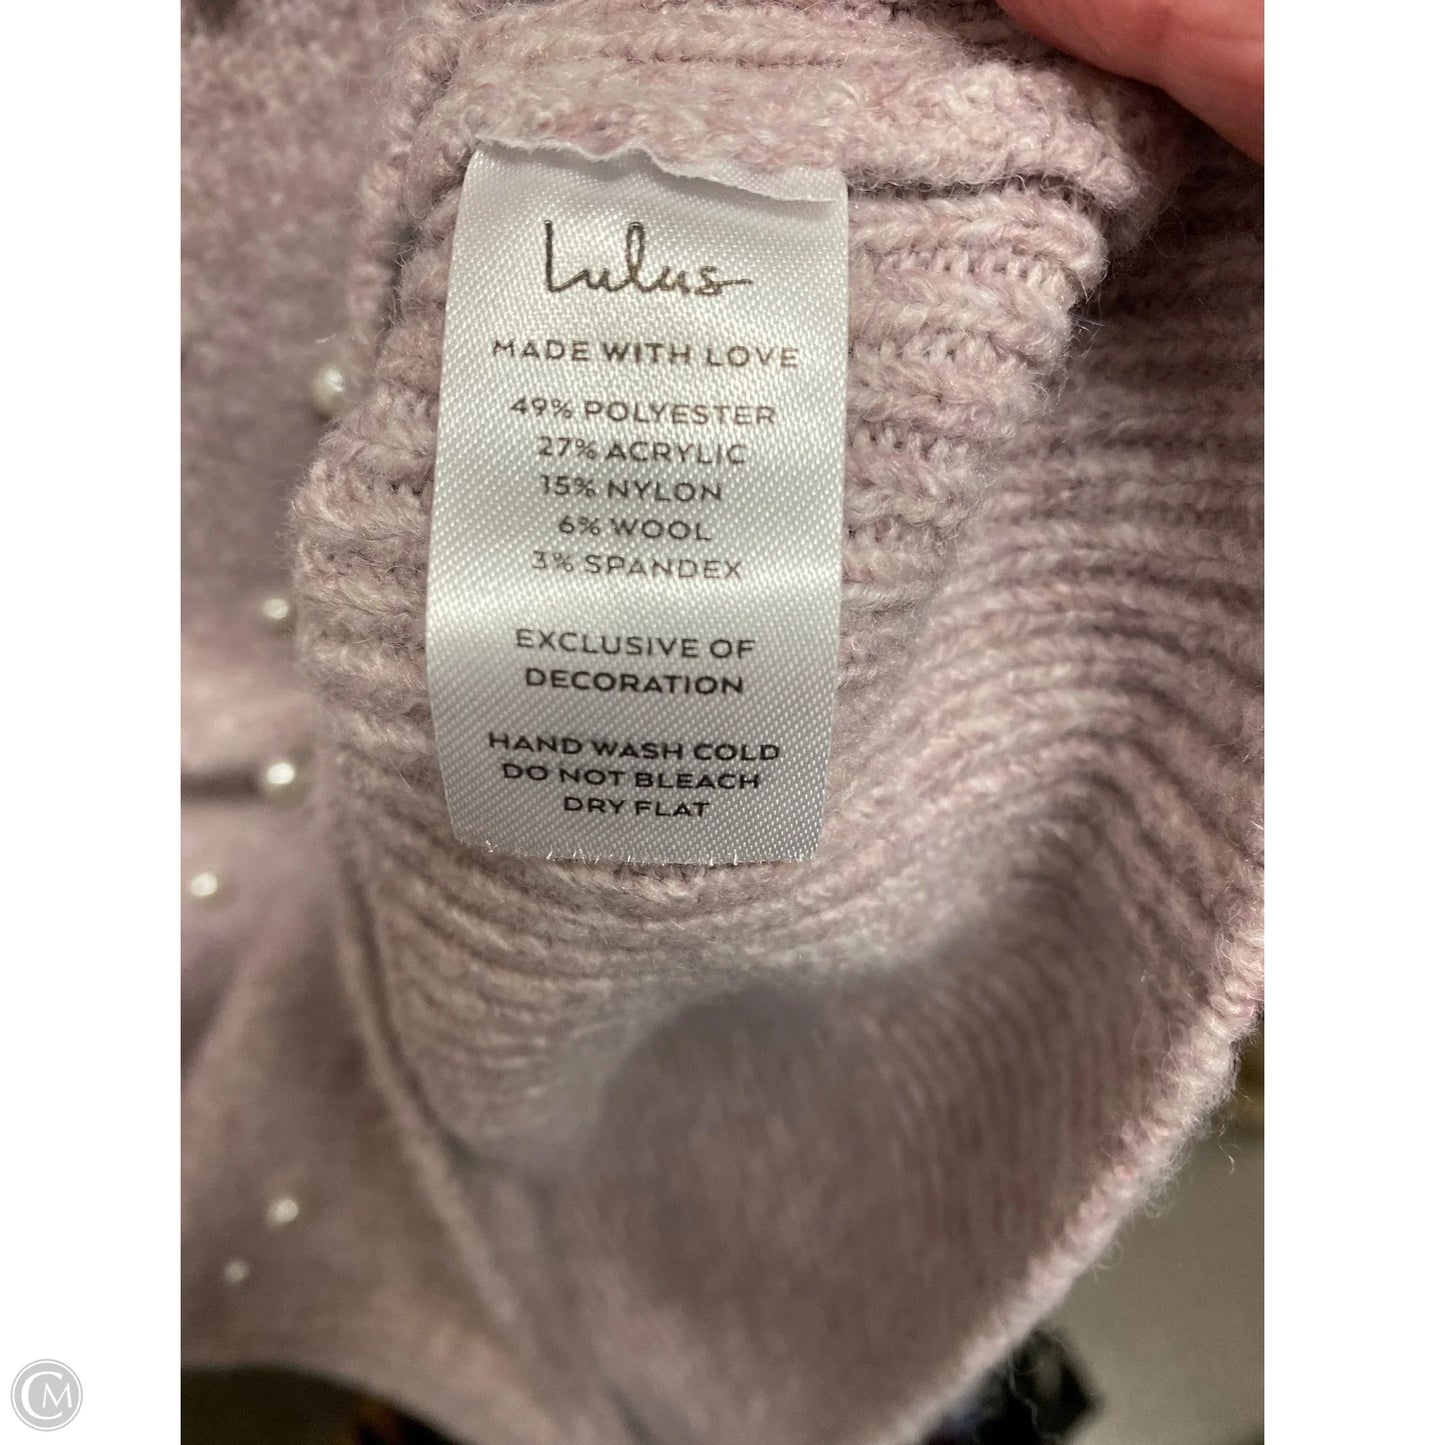 Lulus
MADE WITH LOVE
49% POLYESTER
27% ACRYLIC
15% NYLON
6% WOOL
3% SPANDEX
EXCLUSIVE OF
DECORATION
HAND WASH COLD
DO NOT BLEACH
DRY FLAT
CM